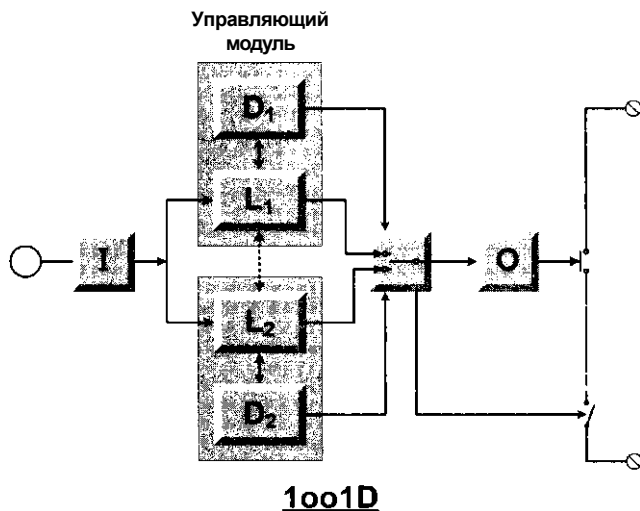 Управляющий
модуль
D₁
L₁
I
O
L₂
D₂
1oo1D